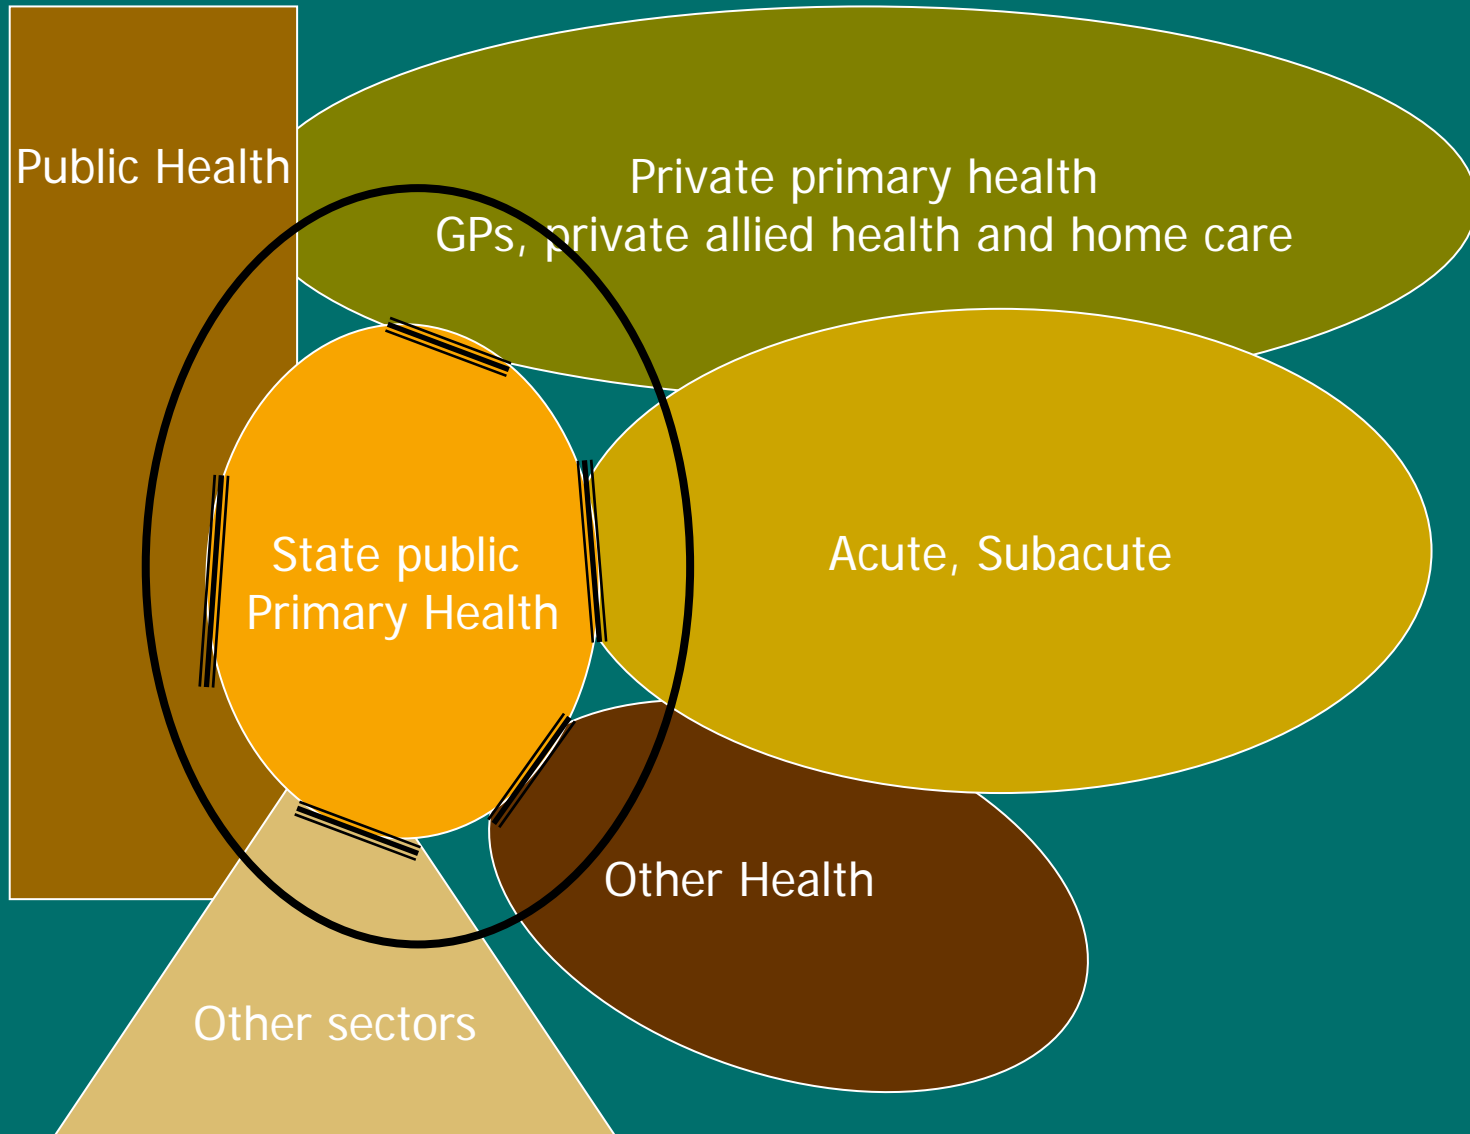 Public Health
Private primary health
GPs, private allied health and home care
State public
Primary Health
Acute, Subacute
Other Health
Other sectors